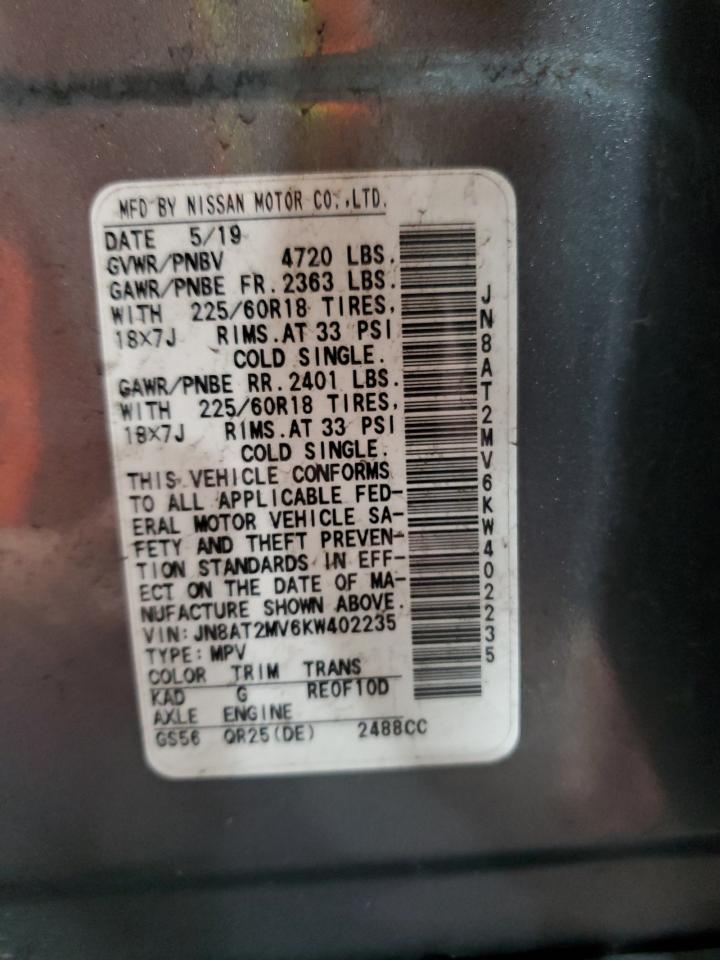 MFD BY NISSAN MOTOR CO.,LTD.
DATE 5/19
GVWR/PNBV 4720 LBS.
GAWR/PNBE FR. 2363 LBS.
WITH 225/60R18 TIRES,
18×7J RIMS.AT 33 PSI
COLD SINGLE.
GAWR/PNBE RR. 2401 LBS.
WITH 225/60R18 TIRES,
18×7J RIMS.AT 33 PSI
COLD SINGLE.
THIS VEHICLE CONFORMS
TO ALL APPLICABLE FED-
ERAL MOTOR VEHICLE SA-
FETY AND THEFT PREVEN-
TION STANDARDS IN EFF-
ECT ON THE DATE OF MA-
NUFACTURE SHOWN ABOVE.
VIN:JN8AT2MV6KW402235
TYPE:MPV
COLOR TRIM TRANS
KAD G RE0F10D
AXLE ENGINE
GS56 QR25(DE) 2488CC
JN8AT2MV6KW402235